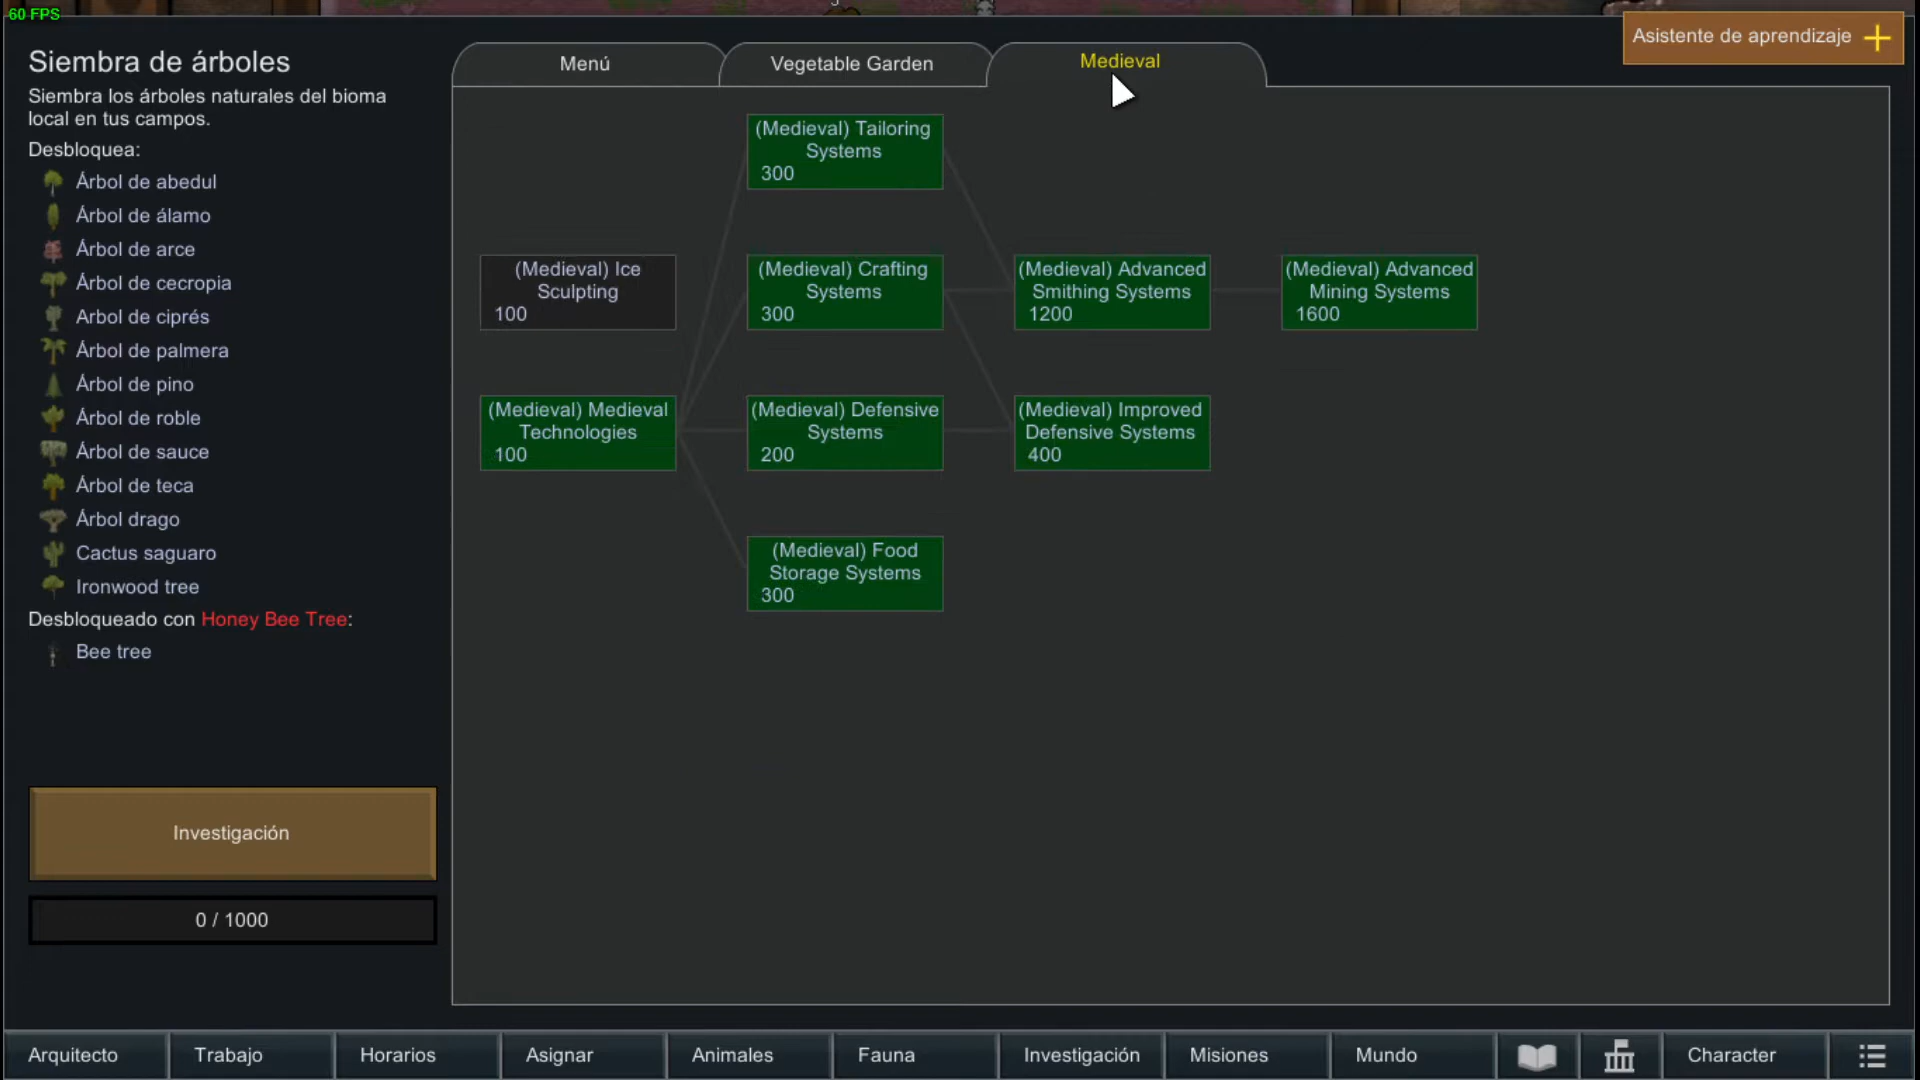 60 FPS
Siembra de árboles
Siembra los árboles naturales del bioma
local en tus campos.
Desbloquea:
Árbol de abedul
Árbol de álamo
Árbol de arce
Árbol de cecropia
Árbol de ciprés
Árbol de palmera
Árbol de pino
Árbol de roble
Árbol de sauce
Árbol de teca
Árbol drago
Cactus saguaro
Ironwood tree
Desbloqueado con Honey Bee Tree:
Bee tree
Investigación
0 / 1000
Menú
Vegetable Garden
Medieval
Asistente de aprendizaje
(Medieval) Tailoring
Systems
300
(Medieval) Ice
Sculpting
100
(Medieval) Crafting
Systems
300
(Medieval) Advanced
Smithing Systems
1200
(Medieval) Advanced
Mining Systems
1600
(Medieval) Medieval
Technologies
100
(Medieval) Defensive
Systems
200
(Medieval) Improved
Defensive Systems
400
(Medieval) Food
Storage Systems
300
Arquitecto
Trabajo
Horarios
Asignar
Animales
Fauna
Investigación
Misiones
Mundo
Character